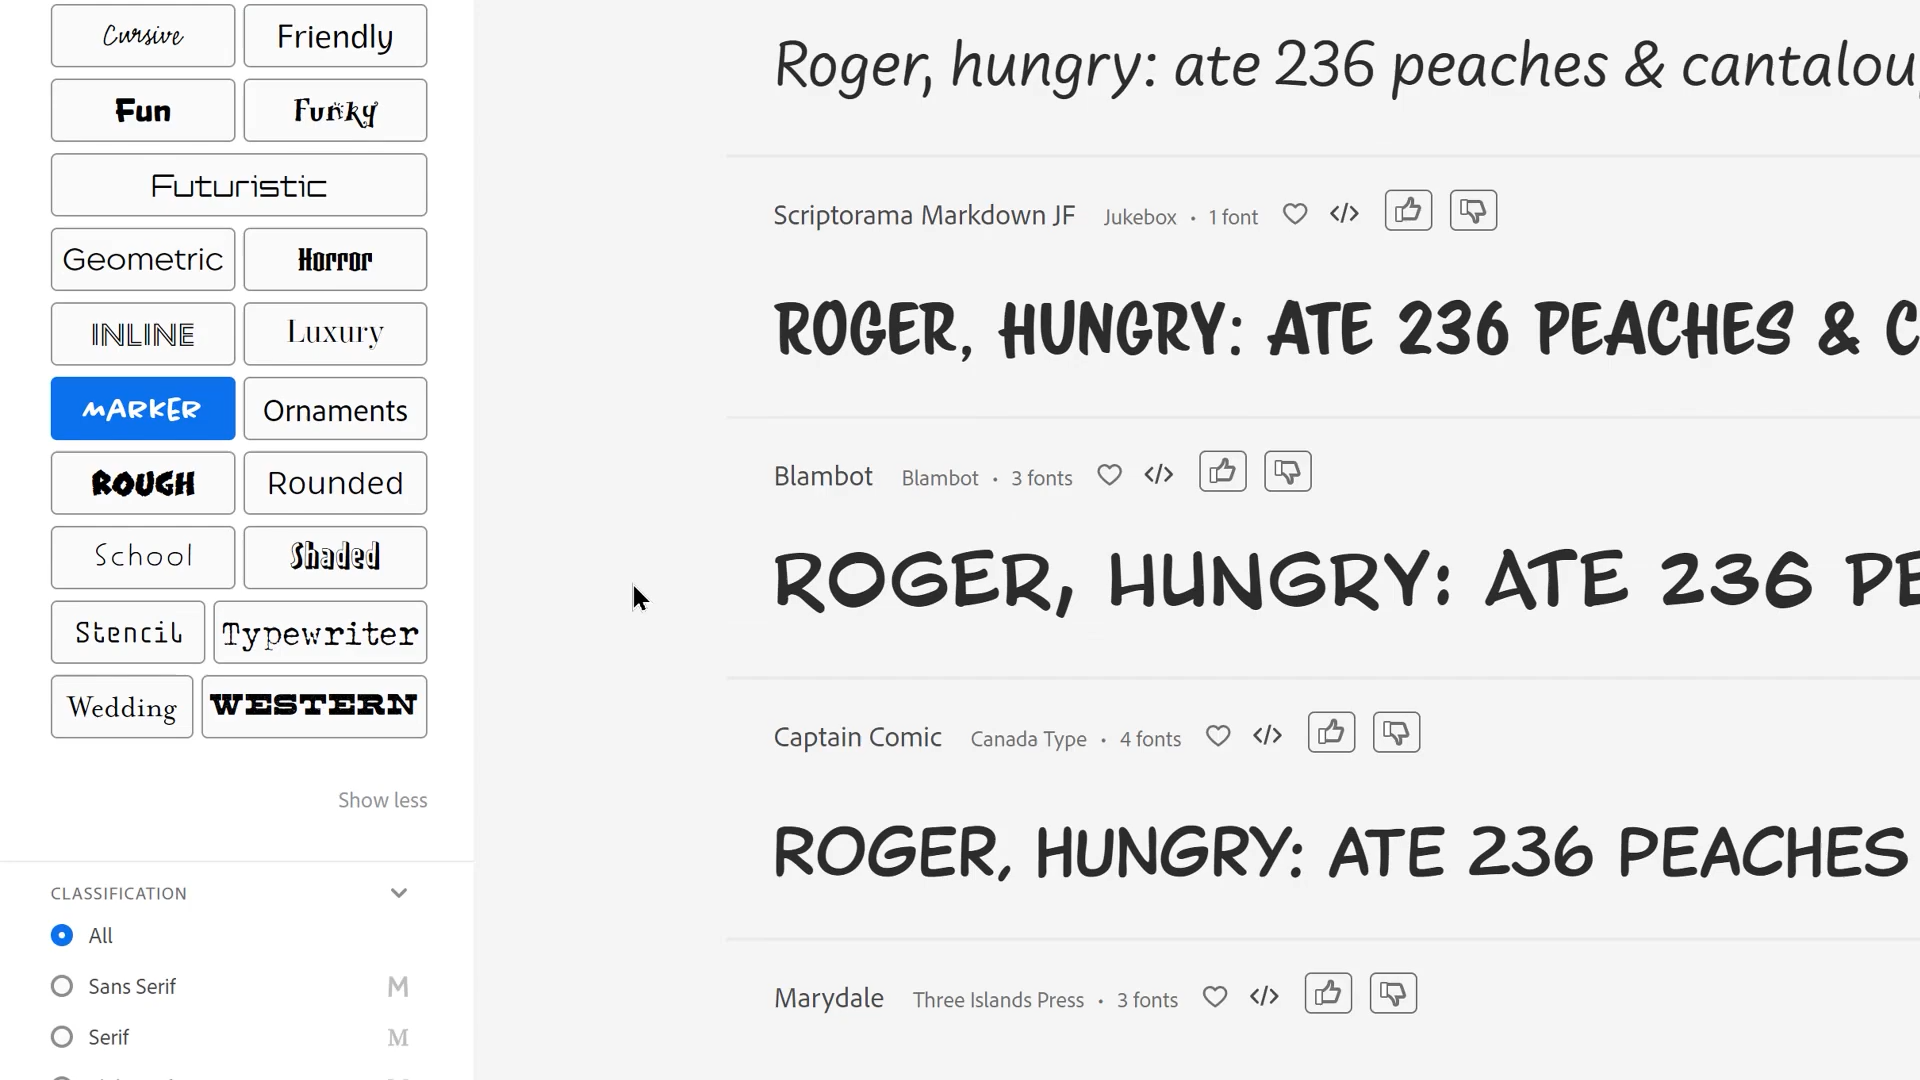 Cursive
Friendly
Fun
Funky
Futuristic
Geometric
Horror
INLINE
Luxury
MARKER
Ornaments
ROUGH
Rounded
School
Shaded
Stencil
Typewriter
Wedding
WESTERN
Show less
CLASSIFICATION
All
Sans Serif M
Serif M
Roger, hungry: ate 236 peaches & cantalou
Scriptorama Markdown JF Jukebox • 1 font </>
ROGER, HUNGRY: ATE 236 PEACHES & C
Blambot Blambot • 3 fonts </>
ROGER, HUNGRY: ATE 236 PE
Captain Comic Canada Type • 4 fonts </>
ROGER, HUNGRY: ATE 236 PEACHES
Marydale Three Islands Press • 3 fonts </>